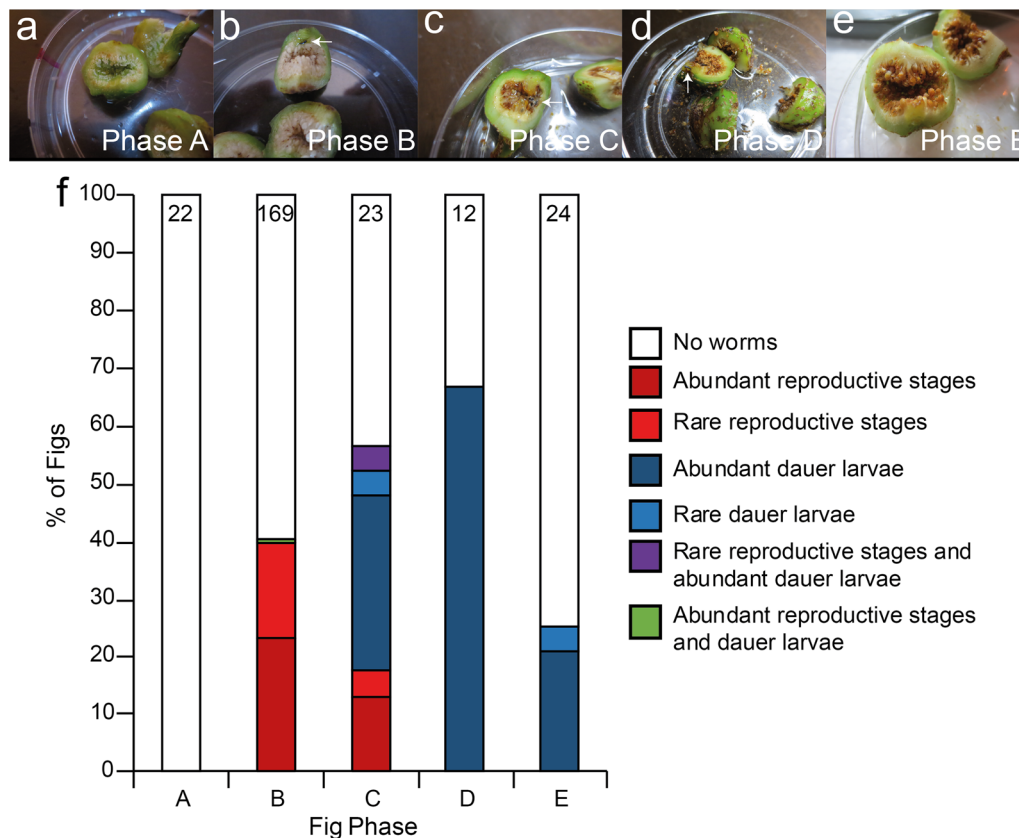 a
b
c
d
e
Phase A
Phase B
Phase C
Phase D
Phase E
f
100
90
80
70
60
50
40
30
20
10
0
% of Figs
22
169
23
12
24
A
B
C
D
E
Fig Phase
No worms
Abundant reproductive stages
Rare reproductive stages
Abundant dauer larvae
Rare dauer larvae
Rare reproductive stages and
abundant dauer larvae
Abundant reproductive stages
and dauer larvae